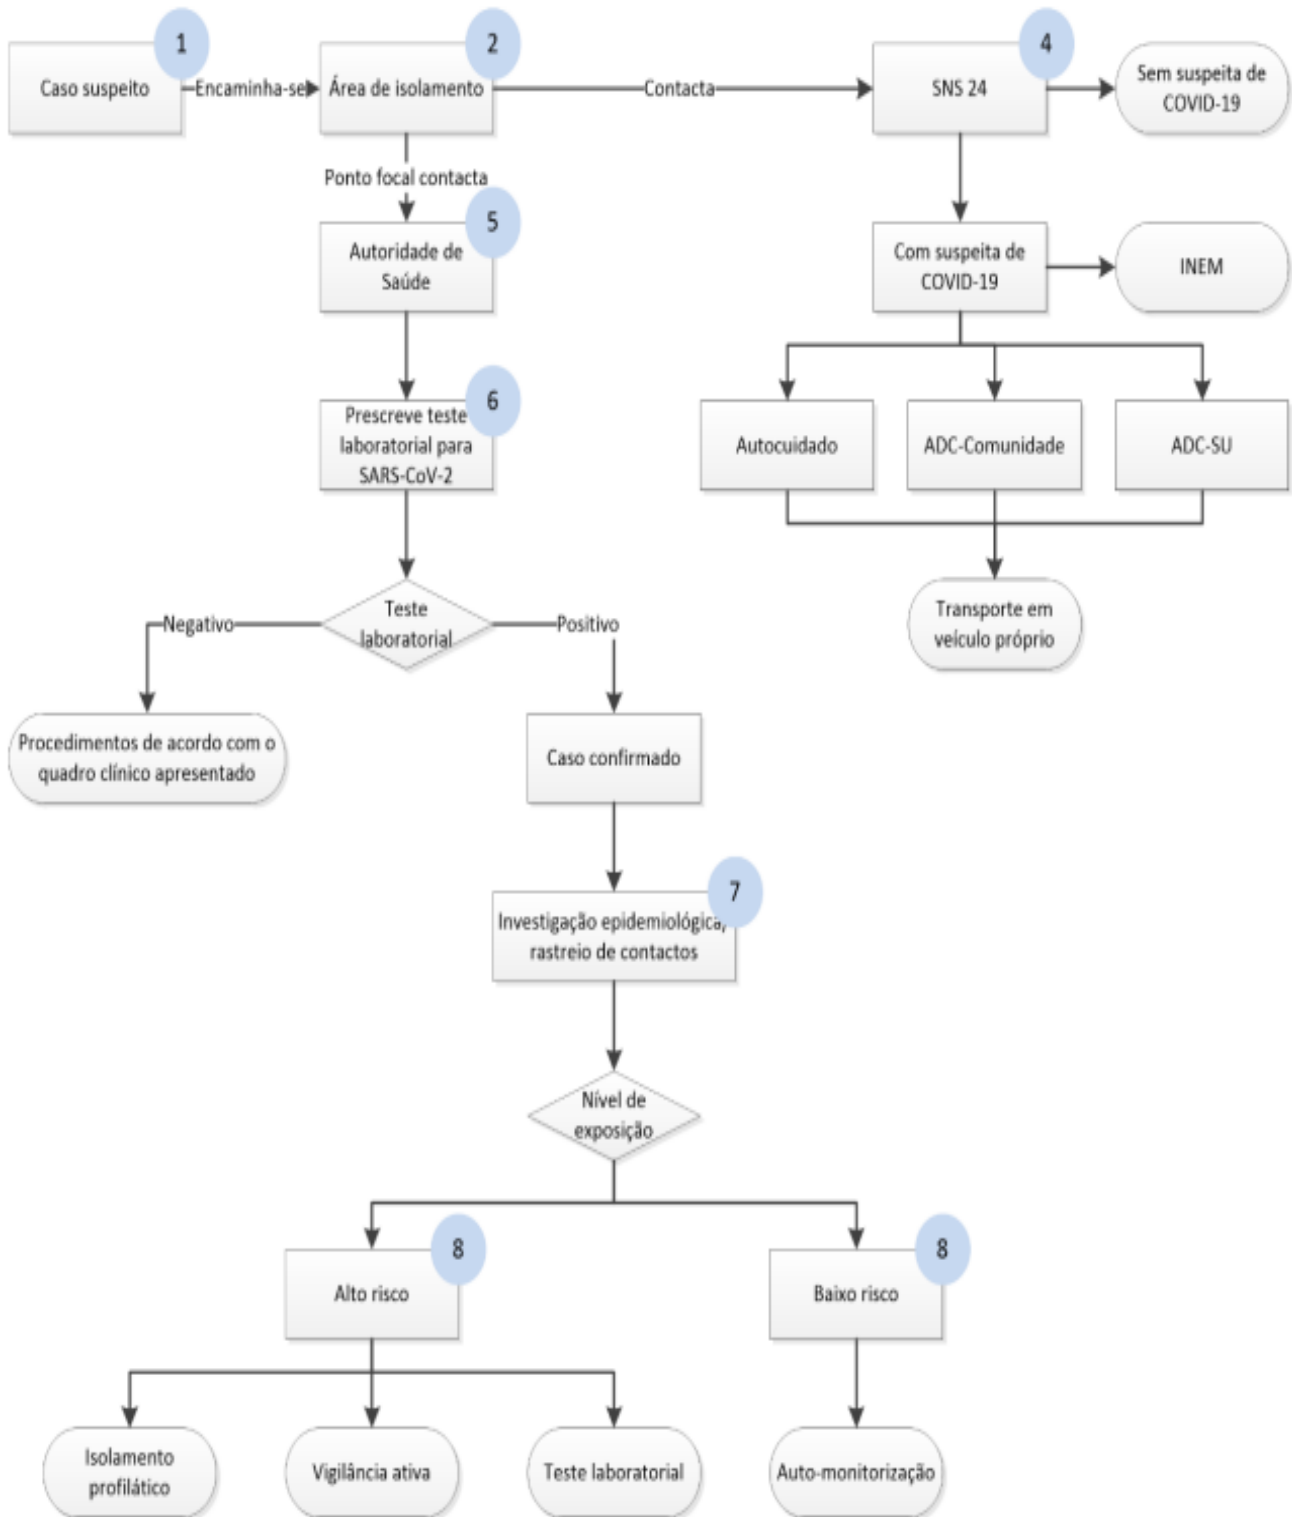 1
2
4
Caso suspeito
Encaminha-se
Área de isolamento
Contacta
SNS 24
Sem suspeita de
COVID-19
Ponto focal contacta
5
Autoridade de
Saúde
Com suspeita de
COVID-19
INEM
6
Prescreve teste
laboratorial para
SARS-CoV-2
Autocuidado
ADC-Comunidade
ADC-SU
Negativo
Teste
laboratorial
Positivo
Transporte em
veículo próprio
Procedimentos de acordo com o
quadro clínico apresentado
Caso confirmado
7
Investigação epidemiológica,
rastreio de contactos
Nível de
exposição
8
8
Alto risco
Baixo risco
Isolamento
profilático
Vigilância ativa
Teste laboratorial
Auto-monitorização